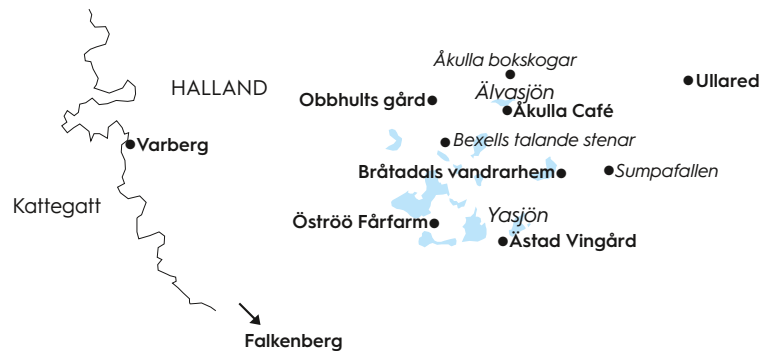 Åkulla bokskogar
HALLAND
Älvasjön
Ullared
Obbhults gård
Åkulla Café
Varberg
Bexells talande stenar
Bråtadals vandrarhem
Sumpafallen
Kattegatt
Yasjön
Öströö Fårfarm
Ästad Vingård
Falkenberg